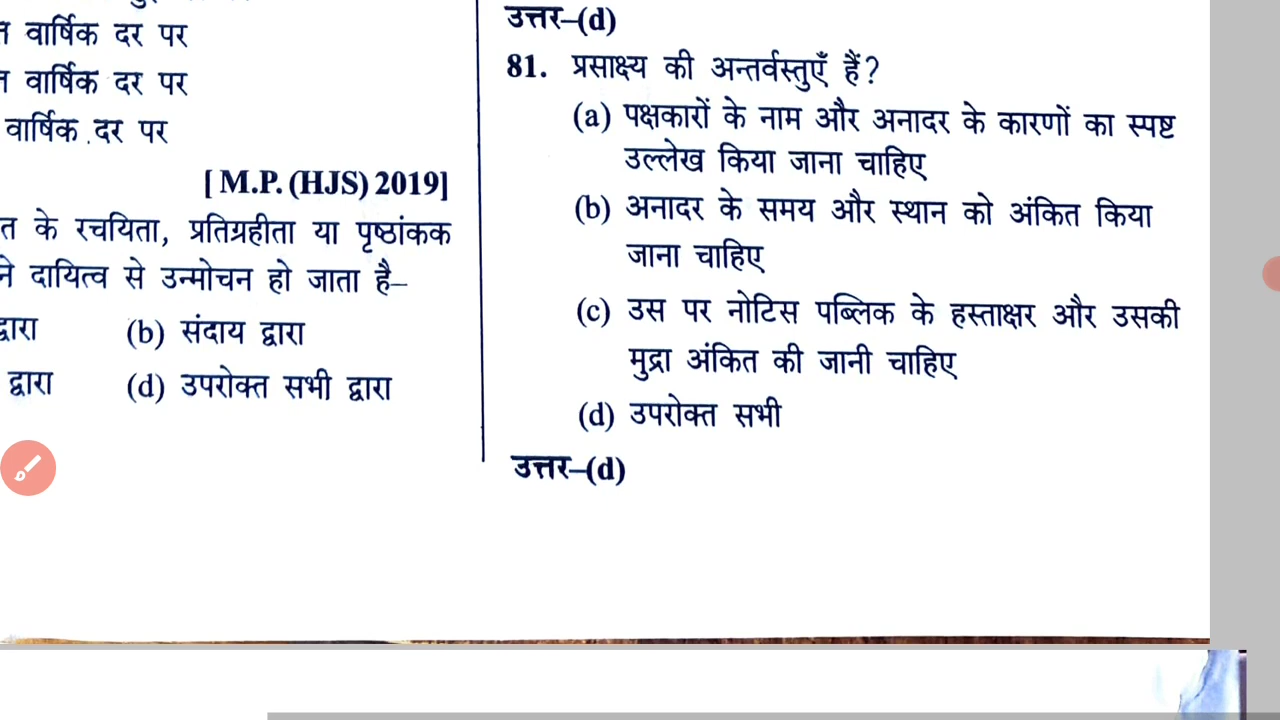 वार्षिक दर पर
वार्षिक दर पर
वार्षिक दर पर
[ M.P. (HJS) 2019]
के रचयिता, प्रतिग्रहीता या पृष्ठांकक
दायित्व से उन्मोचन हो जाता है–
द्वारा (b) संदाय द्वारा
द्वारा (d) उपरोक्त सभी द्वारा
उत्तर–(d)
81. प्रसाक्ष्य की अन्तर्वस्तुएँ हैं?
(a) पक्षकारों के नाम और अनादर के कारणों का स्पष्ट
उल्लेख किया जाना चाहिए
(b) अनादर के समय और स्थान को अंकित किया
जाना चाहिए
(c) उस पर नोटिस पब्लिक के हस्ताक्षर और उसकी
मुद्रा अंकित की जानी चाहिए
(d) उपरोक्त सभी
उत्तर–(d)